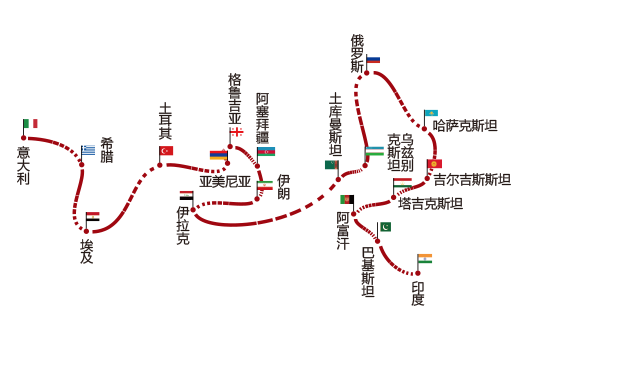 意大利
希腊
埃及
土耳其
格鲁吉亚
阿塞拜疆
亚美尼亚
伊朗
伊拉克
土库曼斯坦
俄罗斯
乌兹别克斯坦
哈萨克斯坦
吉尔吉斯斯坦
塔吉克斯坦
阿富汗
巴基斯坦
印度